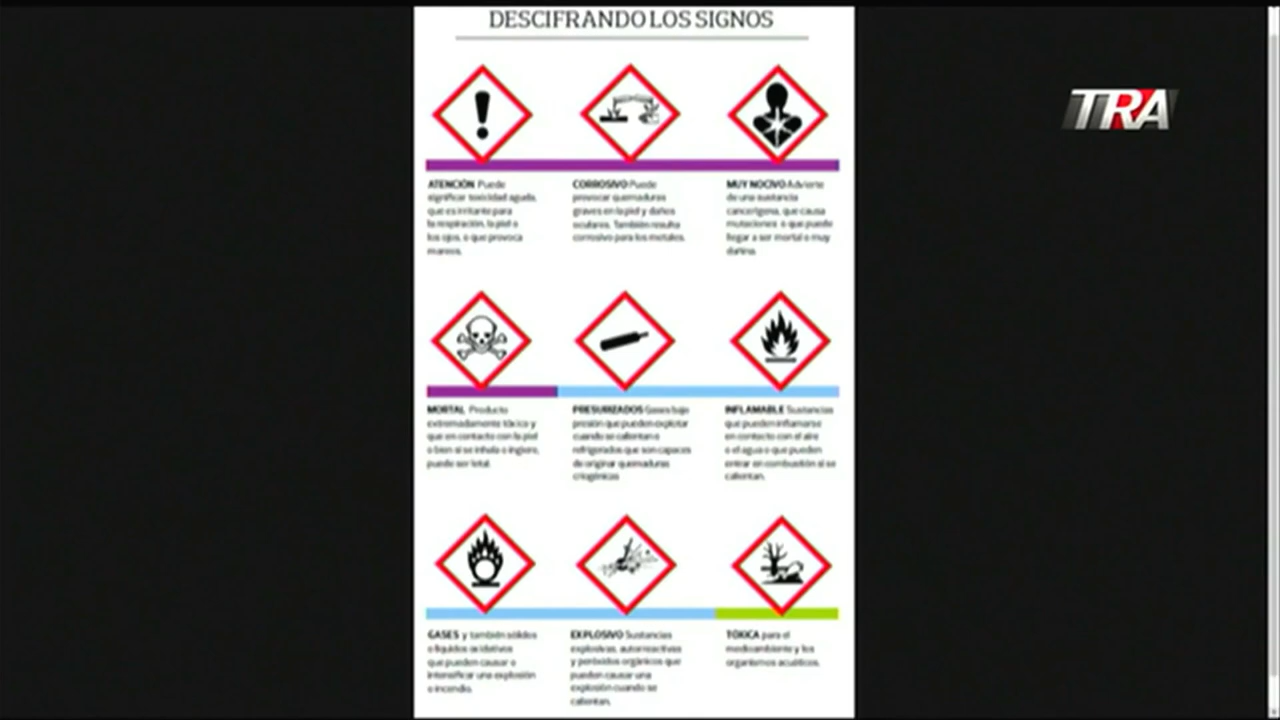 DESCIFRANDO LOS SIGNOS
TRA
ATENCIÓN Puede
significar toxicidad aguda,
que es irritante para
la respiración, la piel o
los ojos, o que provoca
mareos.
CORROSIVO Puede
provocar quemaduras
graves en la piel y daños
oculares. También resulta
corrosivo para los metales.
MUY NOCIVO Advierte
de una sustancia
cancerígena, que causa
mutaciones o que puede
llegar a ser mortal o muy
dañina.
MORTAL Producto
extremadamente tóxico y
que en contacto con la piel
o bien si se inhala o ingiere,
puede ser letal.
PRESURIZADOS Gases bajo
presión que pueden explotar
cuando se calientan o
refrigerados que son capaces
de originar quemaduras
criogénicas
INFLAMABLE Sustancias
que pueden inflamarse
en contacto con el aire
o el agua o que pueden
entrar en combustión si se
calientan.
GASES y también sólidos
o líquidos oxidativos
que pueden causar o
intensificar una explosión
o incendio.
EXPLOSIVO Sustancias
explosivas, autorreactivas
y peróxidos orgánicos que
pueden causar una
explosión cuando se
calientan.
TÓXICA para el
medioambiente y los
organismos acuáticos.